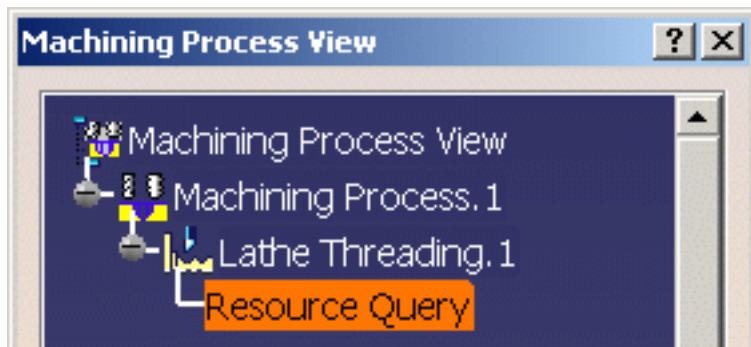 Machining Process View
Machining Process View
Machining Process.1
Lathe Threading.1
Resource Query